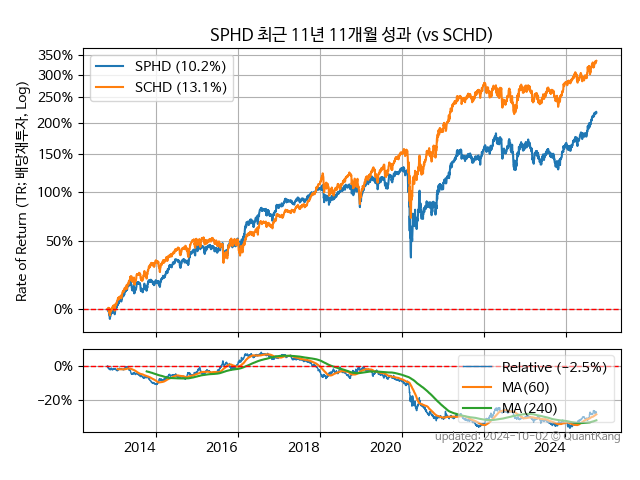 SPHD 최근 11년 11개월 성과 (vs SCHD)
SPHD (10.2%)
SCHD (13.1%)
Rate of Return (TR: 배당재투자, Log)
350%
300%
250%
200%
150%
100%
50%
0%
Relative (−2.5%)
MA(60)
MA(240)
0%
−20%
2014
2016
2018
2020
2022
2024
updated: 2024-10-02 © QuantKang